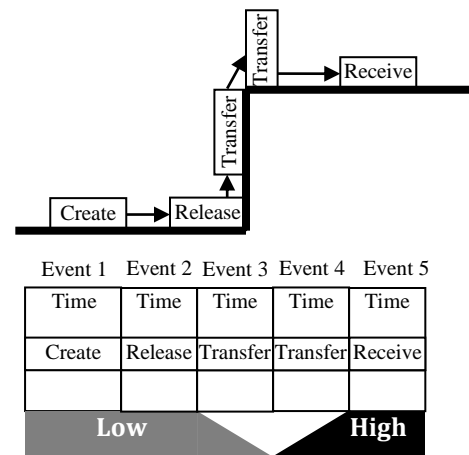 Transfer
Receive
Transfer
Create Release
Event 1 Event 2 Event 3 Event 4 Event 5
Time Time Time Time Time
Create Release Transfer Transfer Receive
Low High